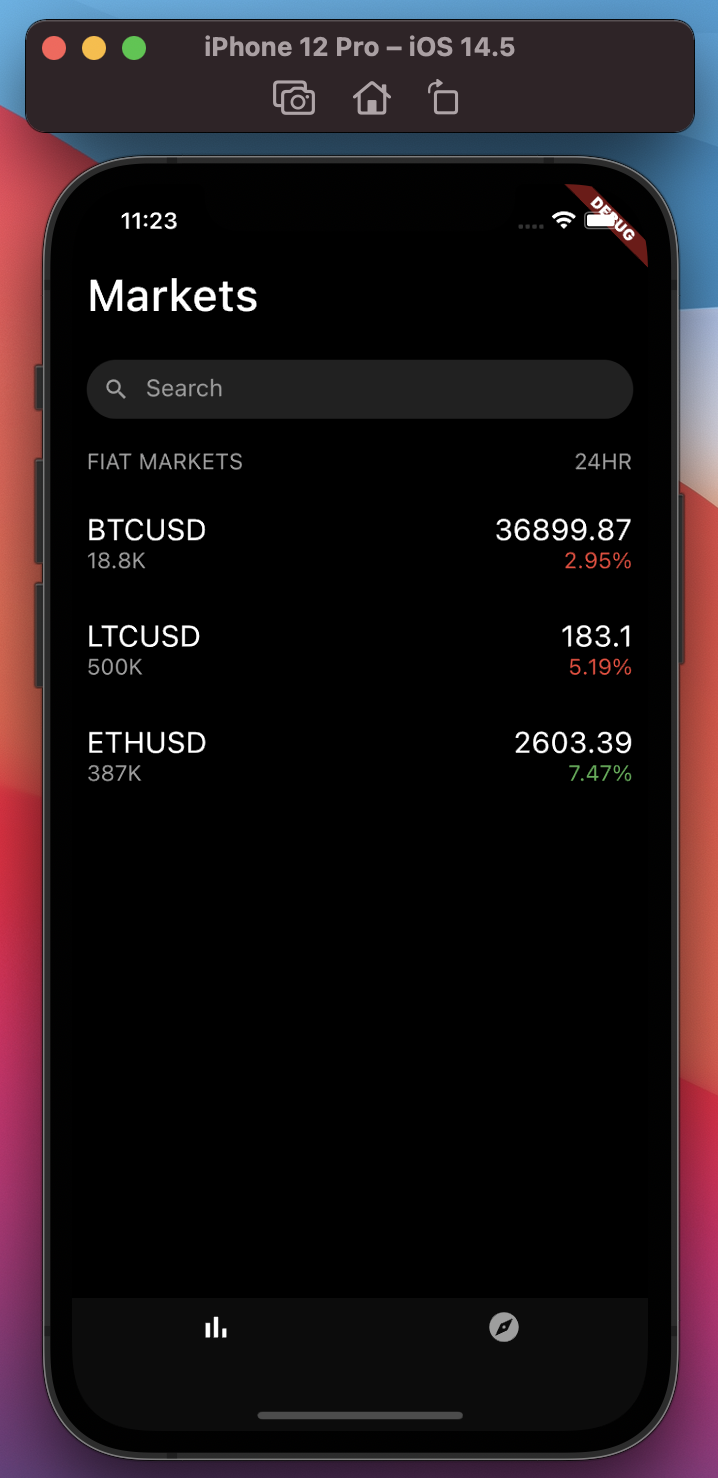 iPhone 12 Pro – iOS 14.5
11:23
DEBUG
Markets
Search
FIAT MARKETS 24HR
BTCUSD 36899.87
18.8K 2.95%
LTCUSD 183.1
500K 5.19%
ETHUSD 2603.39
387K 7.47%